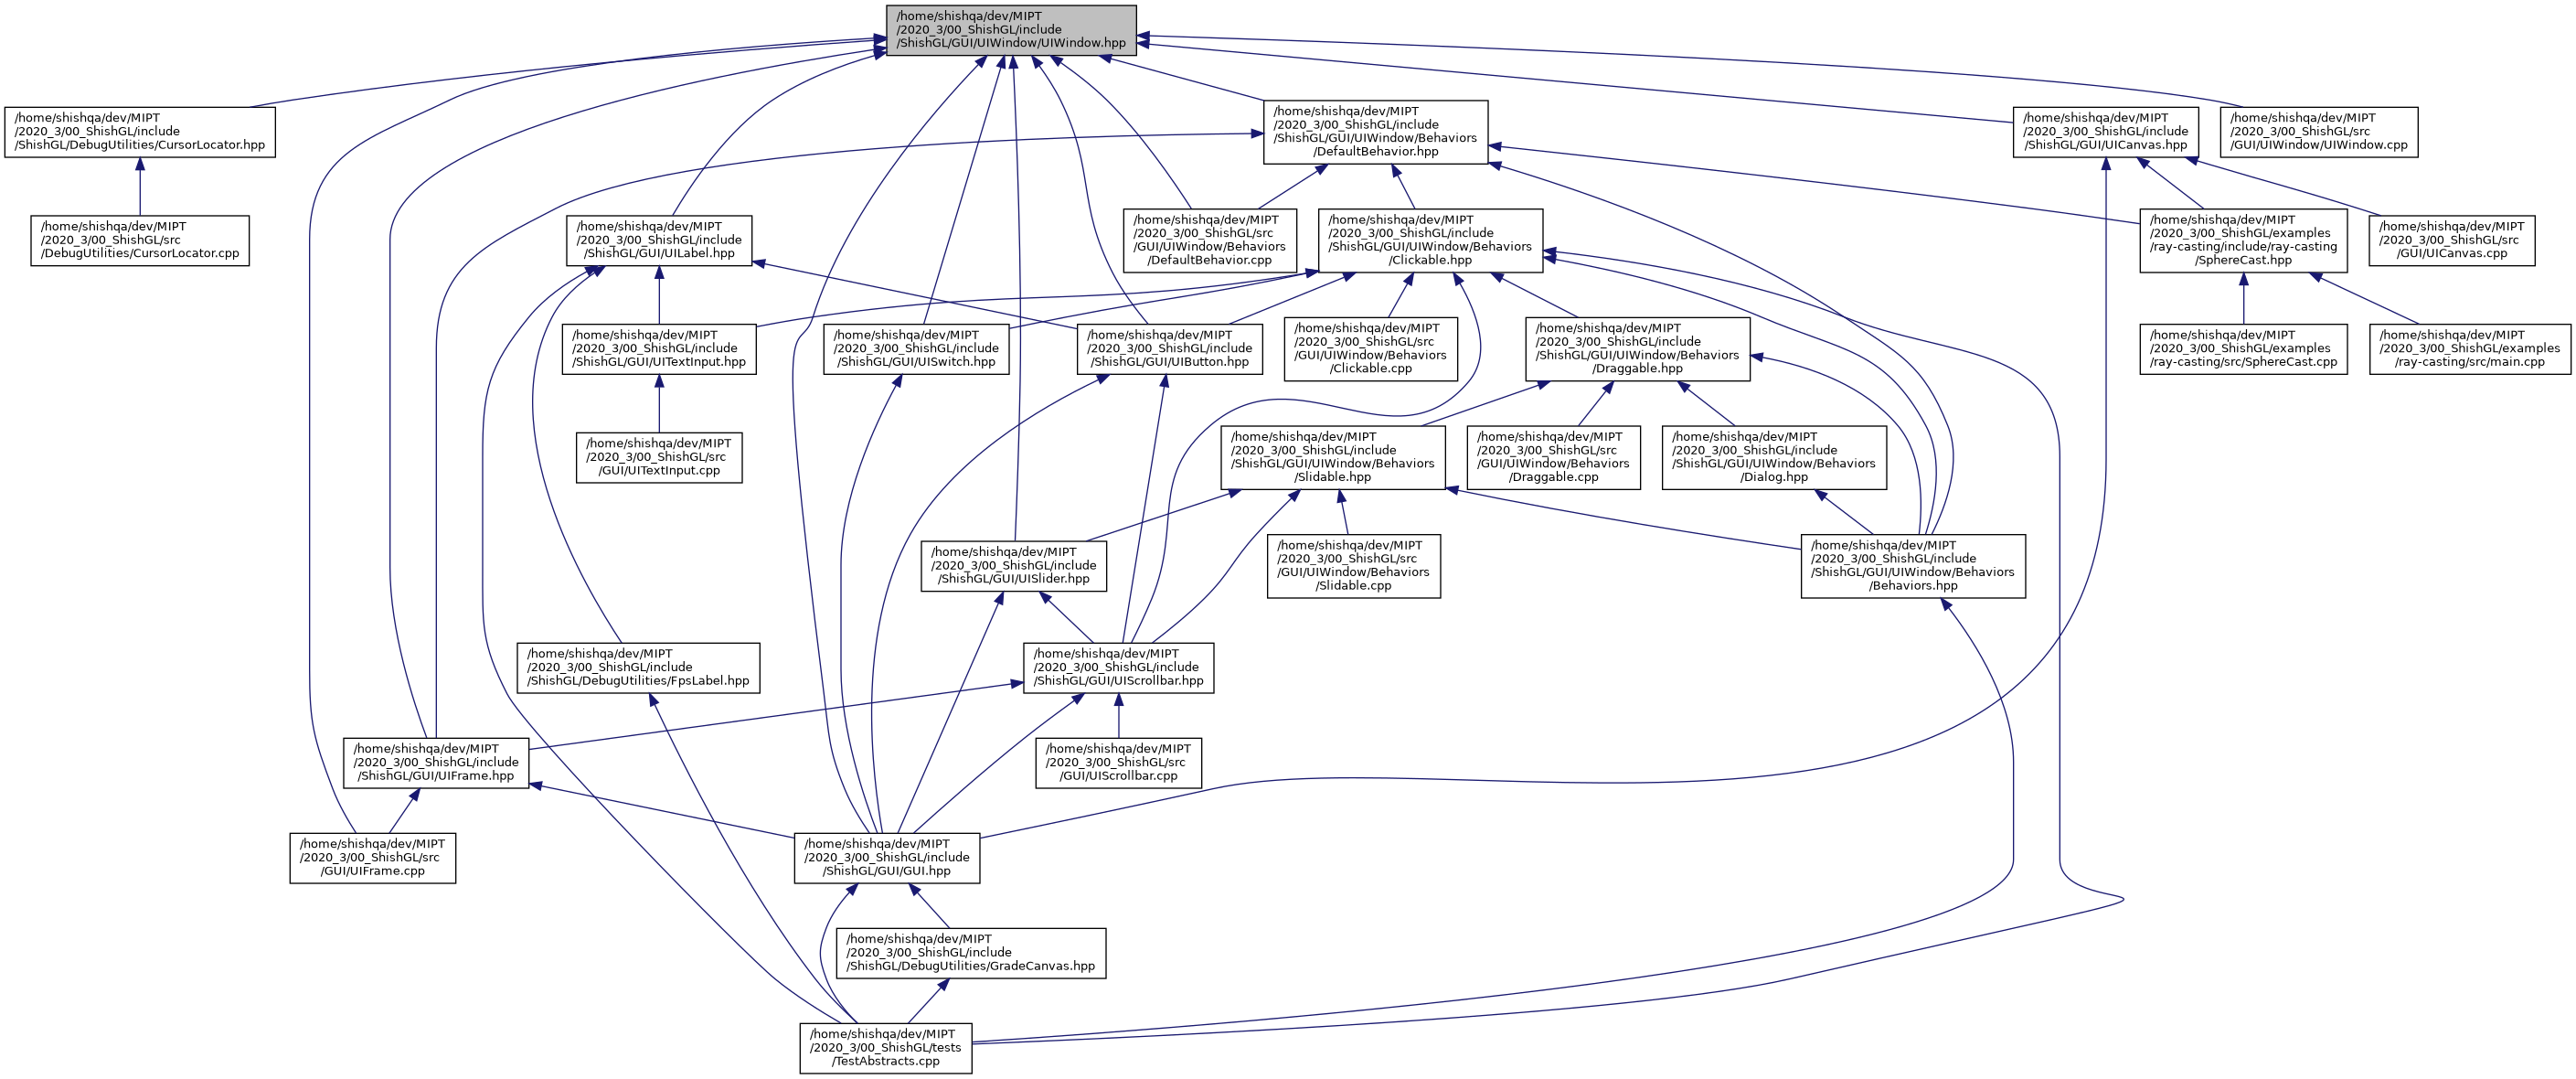 /home/shishqa/dev/MIPT
/2020_3/00_ShishGL/include
/ShishGL/GUI/UIWindow/UIWindow.hpp
/home/shishqa/dev/MIPT
/2020_3/00_ShishGL/include
/ShishGL/DebugUtilities/CursorLocator.hpp
/home/shishqa/dev/MIPT
/2020_3/00_ShishGL/include
/ShishGL/GUI/UIWindow/Behaviors
/DefaultBehavior.hpp
/home/shishqa/dev/MIPT
/2020_3/00_ShishGL/include
/ShishGL/GUI/UICanvas.hpp
/home/shishqa/dev/MIPT
/2020_3/00_ShishGL/src
/GUI/UIWindow/UIWindow.cpp
/home/shishqa/dev/MIPT
/2020_3/00_ShishGL/src
/DebugUtilities/CursorLocator.cpp
/home/shishqa/dev/MIPT
/2020_3/00_ShishGL/include
/ShishGL/GUI/UILabel.hpp
/home/shishqa/dev/MIPT
/2020_3/00_ShishGL/src
/GUI/UIWindow/Behaviors
/DefaultBehavior.cpp
/home/shishqa/dev/MIPT
/2020_3/00_ShishGL/include
/ShishGL/GUI/UIWindow/Behaviors
/Clickable.hpp
/home/shishqa/dev/MIPT
/2020_3/00_ShishGL/examples
/ray-casting/include/ray-casting
/SphereCast.hpp
/home/shishqa/dev/MIPT
/2020_3/00_ShishGL/src
/GUI/UICanvas.cpp
/home/shishqa/dev/MIPT
/2020_3/00_ShishGL/include
/ShishGL/GUI/UITextInput.hpp
/home/shishqa/dev/MIPT
/2020_3/00_ShishGL/include
/ShishGL/GUI/UISwitch.hpp
/home/shishqa/dev/MIPT
/2020_3/00_ShishGL/include
/ShishGL/GUI/UIButton.hpp
/home/shishqa/dev/MIPT
/2020_3/00_ShishGL/src
/GUI/UIWindow/Behaviors
/Clickable.cpp
/home/shishqa/dev/MIPT
/2020_3/00_ShishGL/include
/ShishGL/GUI/UIWindow/Behaviors
/Draggable.hpp
/home/shishqa/dev/MIPT
/2020_3/00_ShishGL/examples
/ray-casting/src/SphereCast.cpp
/home/shishqa/dev/MIPT
/2020_3/00_ShishGL/examples
/ray-casting/src/main.cpp
/home/shishqa/dev/MIPT
/2020_3/00_ShishGL/src
/GUI/UITextInput.cpp
/home/shishqa/dev/MIPT
/2020_3/00_ShishGL/include
/ShishGL/GUI/UIWindow/Behaviors
/Slidable.hpp
/home/shishqa/dev/MIPT
/2020_3/00_ShishGL/src
/GUI/UIWindow/Behaviors
/Draggable.cpp
/home/shishqa/dev/MIPT
/2020_3/00_ShishGL/include
/ShishGL/GUI/UIWindow/Behaviors
/Dialog.hpp
/home/shishqa/dev/MIPT
/2020_3/00_ShishGL/include
/ShishGL/GUI/UISlider.hpp
/home/shishqa/dev/MIPT
/2020_3/00_ShishGL/src
/GUI/UIWindow/Behaviors
/Slidable.cpp
/home/shishqa/dev/MIPT
/2020_3/00_ShishGL/include
/ShishGL/GUI/UIWindow/Behaviors
/Behaviors.hpp
/home/shishqa/dev/MIPT
/2020_3/00_ShishGL/include
/ShishGL/DebugUtilities/FpsLabel.hpp
/home/shishqa/dev/MIPT
/2020_3/00_ShishGL/include
/ShishGL/GUI/UIScrollbar.hpp
/home/shishqa/dev/MIPT
/2020_3/00_ShishGL/include
/ShishGL/GUI/UIFrame.hpp
/home/shishqa/dev/MIPT
/2020_3/00_ShishGL/src
/GUI/UIScrollbar.cpp
/home/shishqa/dev/MIPT
/2020_3/00_ShishGL/src
/GUI/UIFrame.cpp
/home/shishqa/dev/MIPT
/2020_3/00_ShishGL/include
/ShishGL/GUI/GUI.hpp
/home/shishqa/dev/MIPT
/2020_3/00_ShishGL/include
/ShishGL/DebugUtilities/GradeCanvas.hpp
/home/shishqa/dev/MIPT
/2020_3/00_ShishGL/tests
/TestAbstracts.cpp